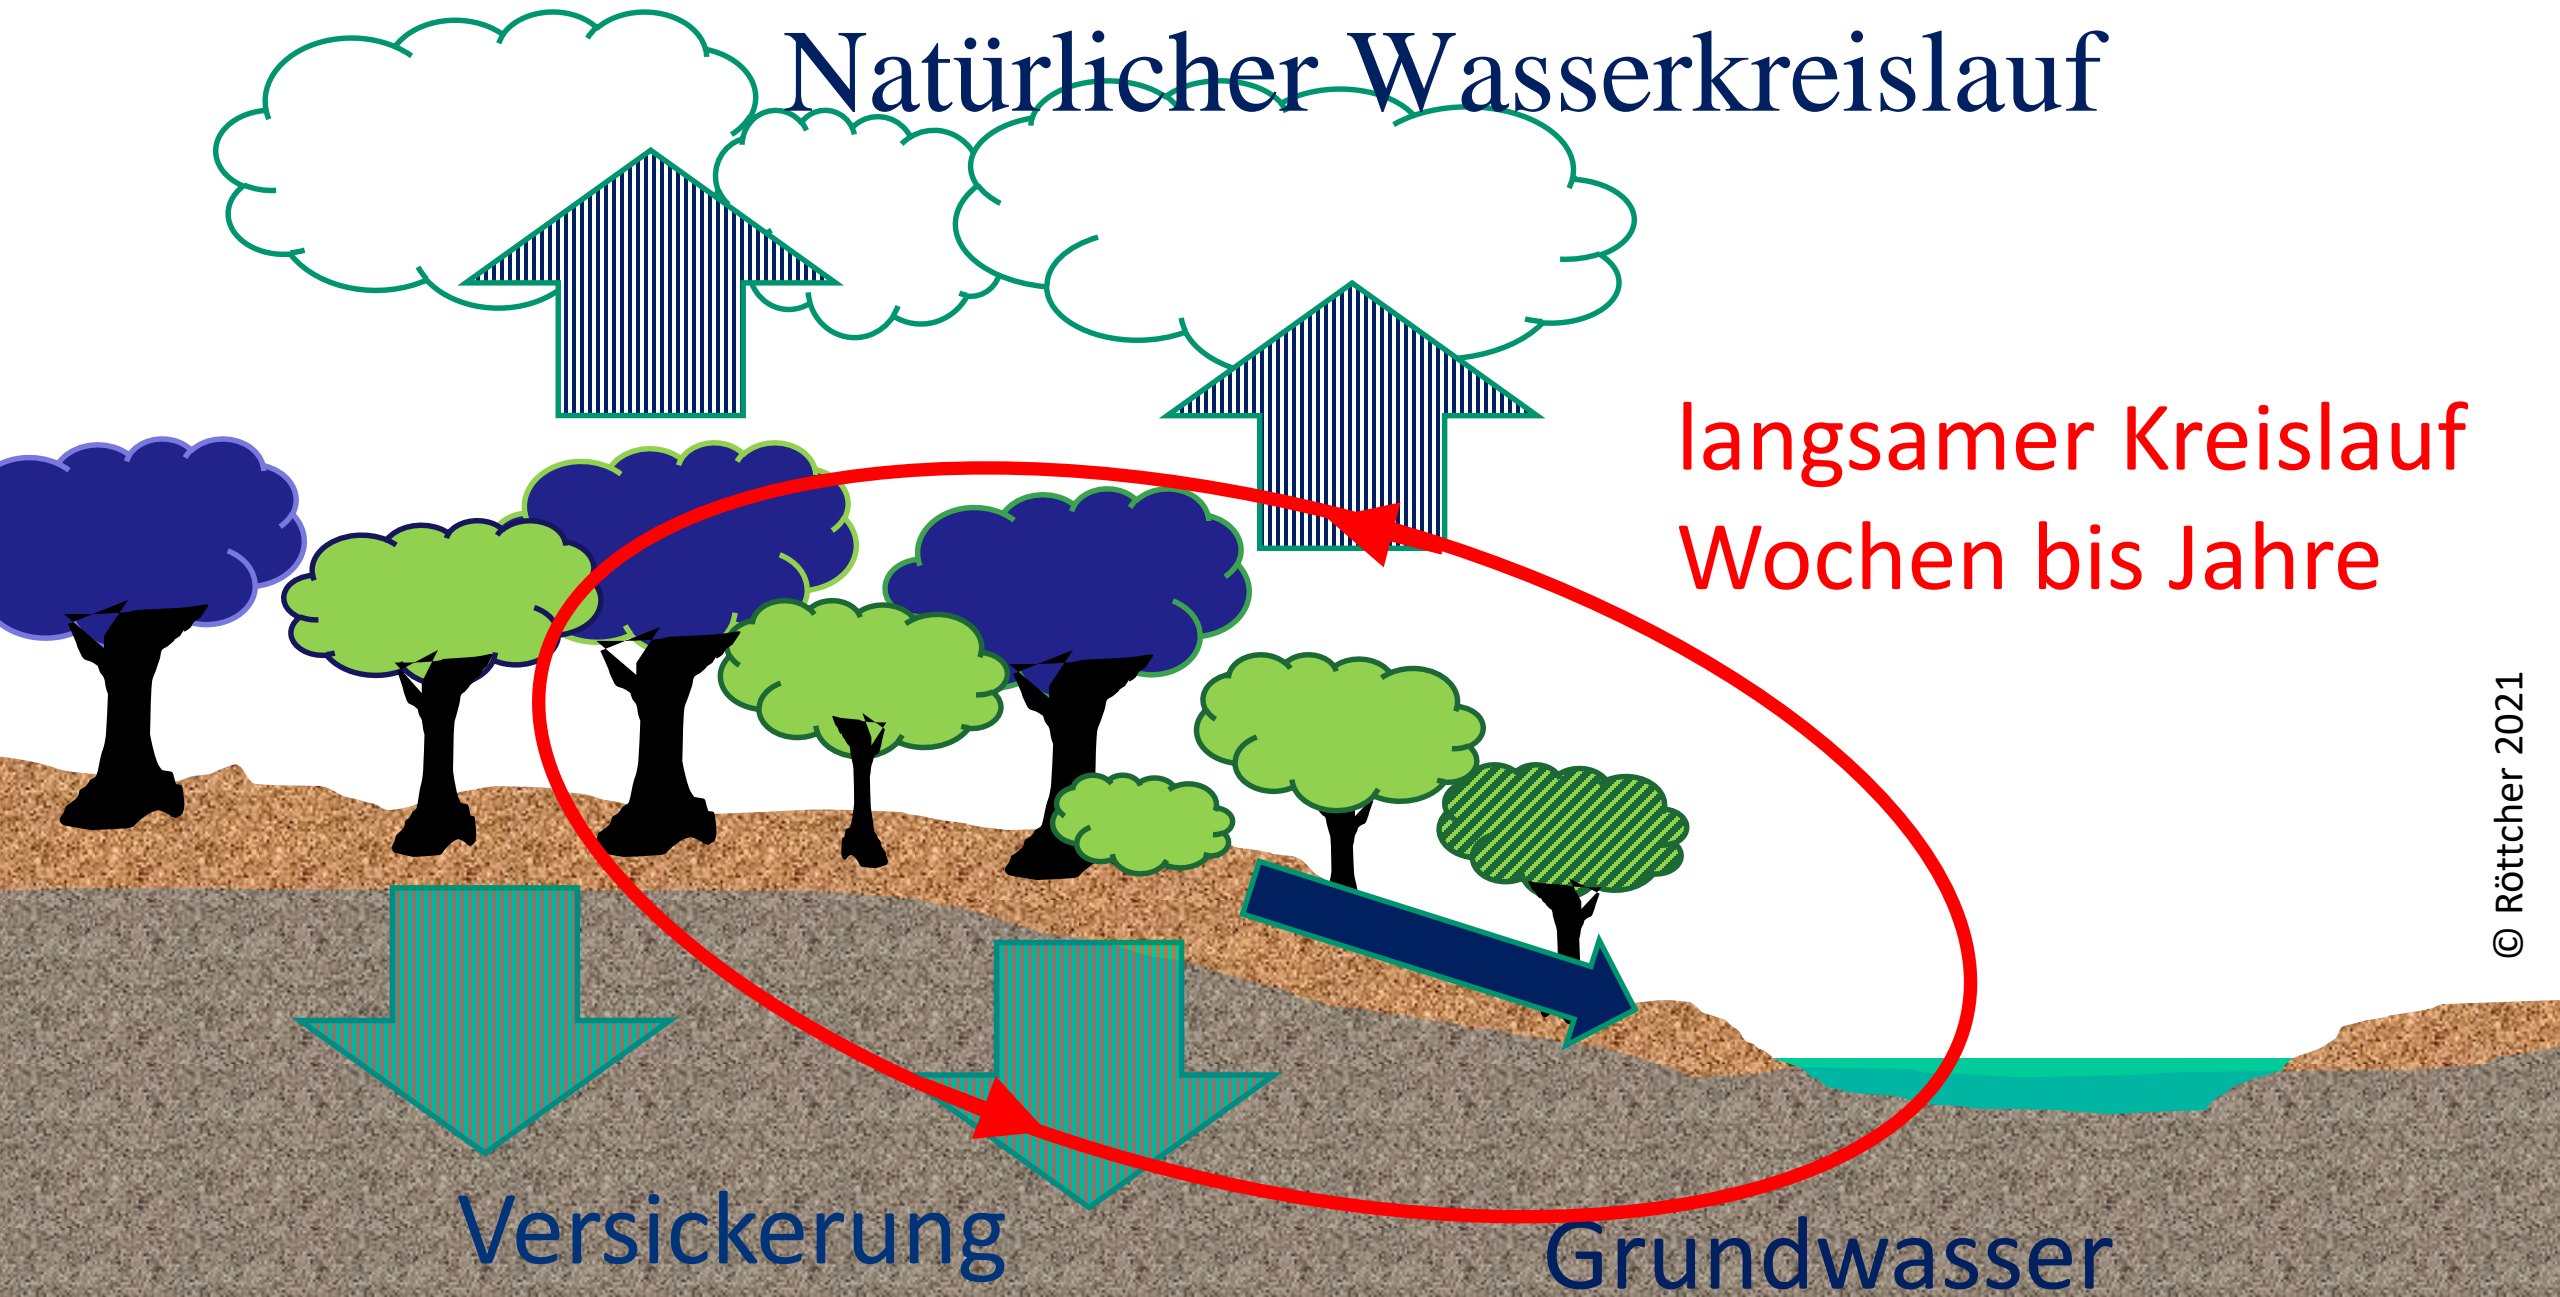 Natürlicher Wasserkreislauf
langsamer Kreislauf
Wochen bis Jahre
© Röttcher 2021
Versickerung
Grundwasser